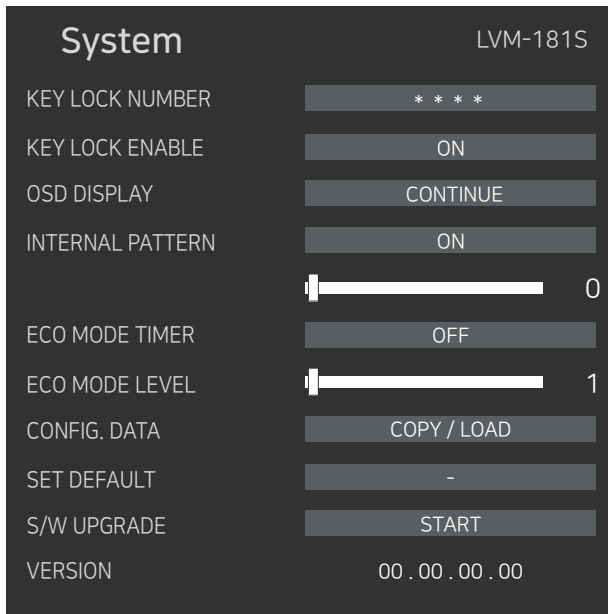 System LVM-181S
KEY LOCK NUMBER * * * *
KEY LOCK ENABLE ON
OSD DISPLAY CONTINUE
INTERNAL PATTERN ON
0
ECO MODE TIMER OFF
ECO MODE LEVEL 1
CONFIG. DATA COPY / LOAD
SET DEFAULT -
S/W UPGRADE START
VERSION 00 . 00 . 00 . 00